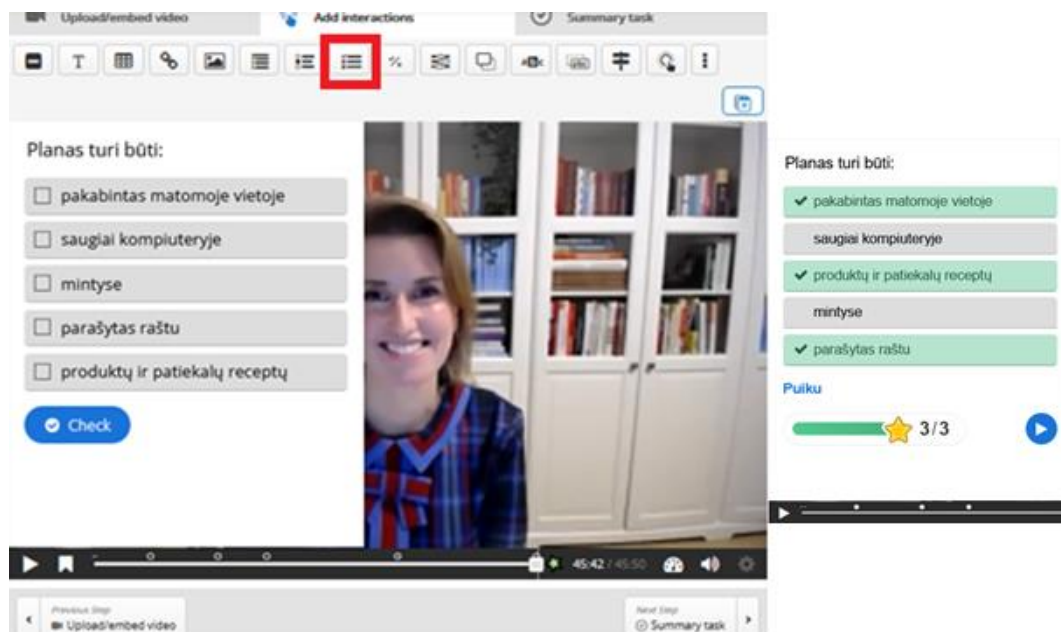 Upload/embed video
Add interactions
Summary task
T
Planas turi būti:
pakabintas matomoje vietoje
saugiai kompiuteryje
mintyse
parašytas raštu
produktų ir patiekalų receptų
Check
45:42 / 45:50
Previous Step
Upload/embed video
Next Step
Summary task
Planas turi būti:
pakabintas matomoje vietoje
saugiai kompiuteryje
produktų ir patiekalų receptų
mintyse
parašytas raštu
Puiku
3/3